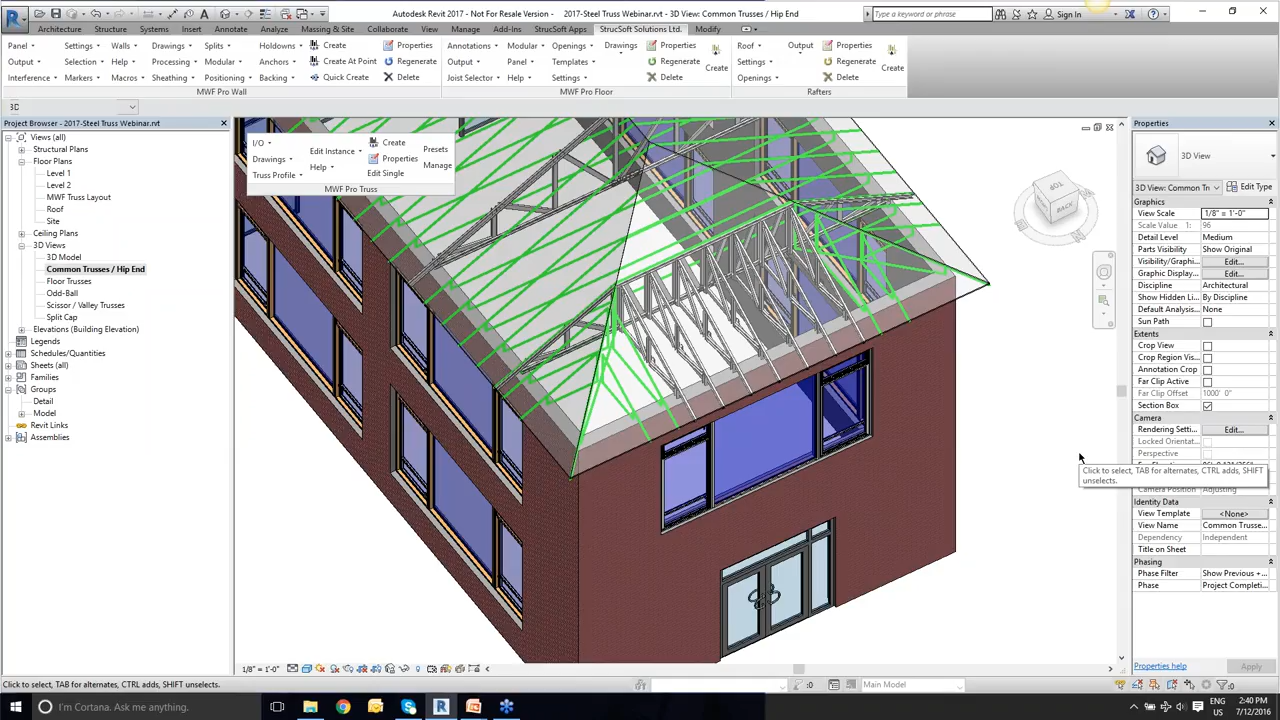 Autodesk Revit 2017 - Not For Resale Version - 2017-Steel Truss Webinar.rvt - 3D View: Common Trusses / Hip End
Type a keyword or phrase
Sign In
Architecture Structure Systems Insert Annotate Analyze Massing & Site Collaborate View Manage Add-Ins StrucSoft Apps StrucSoft Solutions Ltd. Modify
Panel Settings Walls Drawings Splits Holdowns Create Properties Annotations Modular Openings Drawings Properties Roof Output Properties
Output Selection Walls Processing Modular Anchors Create At Point Regenerate Output Panel Templates Regenerate Create Settings Regenerate Create
Interference Markers Macros Sheathing Positioning Backing Quick Create Delete Joist Selector Help Settings Delete Openings Delete
MWF Pro Wall MWF Pro Floor Rafters
3D
Project Browser - 2017-Steel Truss Webinar.rvt
Views (all)
Structural Plans
Floor Plans
Level 1
Level 2
MWF Truss Layout
Roof
Site
Ceiling Plans
3D Views
3D Model
Common Trusses / Hip End
Floor Trusses
Odd-Ball
Scissor / Valley Trusses
Split Cap
Elevations (Building Elevation)
Legends
Schedules/Quantities
Sheets (all)
Families
Groups
Detail
Model
Revit Links
Assemblies
I/O Edit Instance Create Presets
Drawings Help Properties Manage
Truss Profile Edit Single
MWF Pro Truss
BACK
Click to select, TAB for alternates, CTRL adds, SHIFT
unselects.
Properties
3D View
3D View: Common Tr Edit Type
Graphics
View Scale 1/8" = 1'-0"
Scale Value 1: 96
Detail Level Medium
Parts Visibility Show Original
Visibility/Graphi... Edit...
Graphic Display... Edit...
Discipline Architectural
Show Hidden Li... By Discipline
Default Analysis... None
Sun Path
Extents
Crop View
Crop Region Vis...
Annotation Crop
Far Clip Active
Far Clip Offset 1000' 0"
Section Box
Camera
Rendering Setti... Edit...
Locked Orientat...
Perspective
Camera Position Adjusting
Identity Data
View Template <None>
View Name Common Trusse...
Dependency Independent
Title on Sheet
Phasing
Phase Filter Show Previous +...
Phase Project Completi...
Properties help Apply
1/8" = 1'-0"
Click to select, TAB for alternates, CTRL adds, SHIFT unselects.
:0 Main Model :0
I'm Cortana. Ask me anything.
ENG 2:40 PM
US 7/12/2016